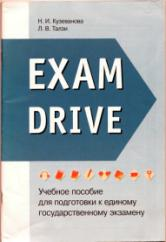 Н. И. Кузеванова
Л. В. Талзи
EXAM
DRIVE
Учебное пособие
для подготовки к единому
государственному экзамену